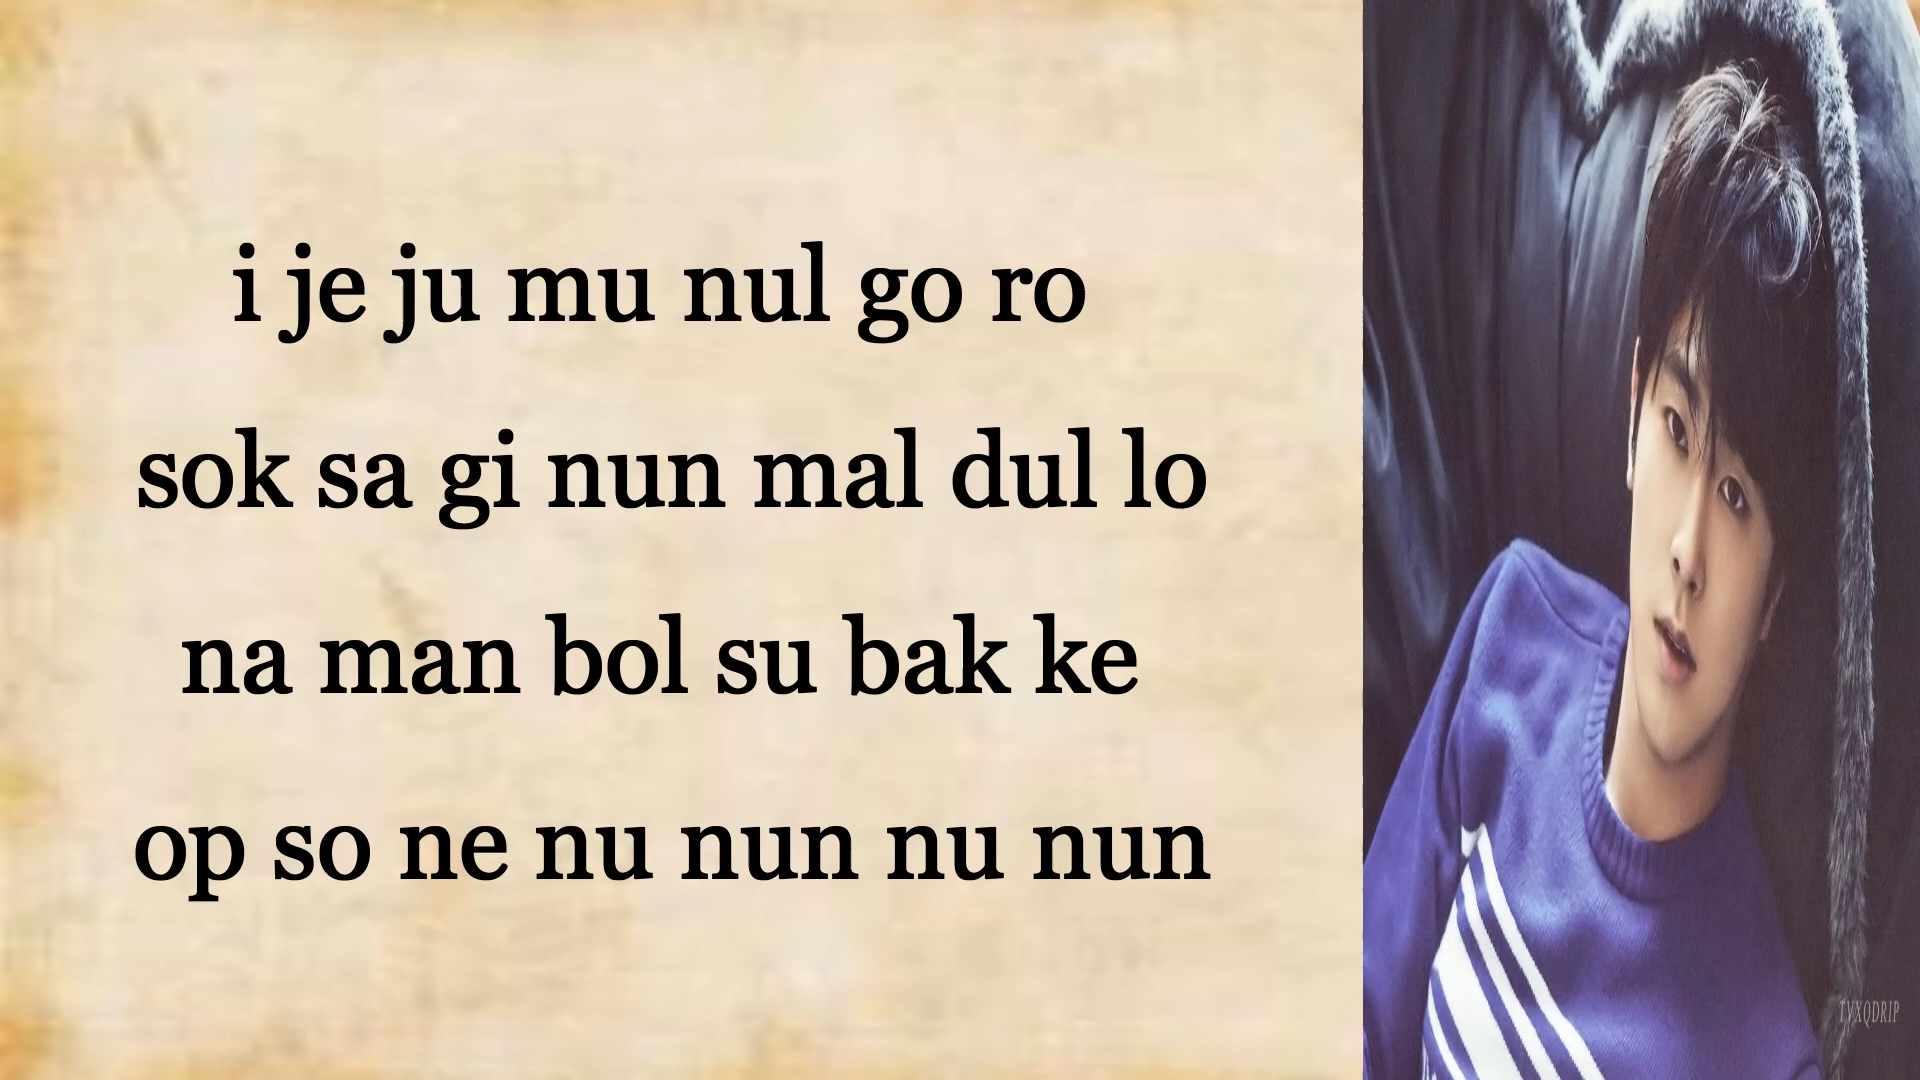 i je ju mu nul go ro
sok sa gi nun mal dul lo
na man bol su bak ke
op so ne nu nun nu nun
TVXQDRIP